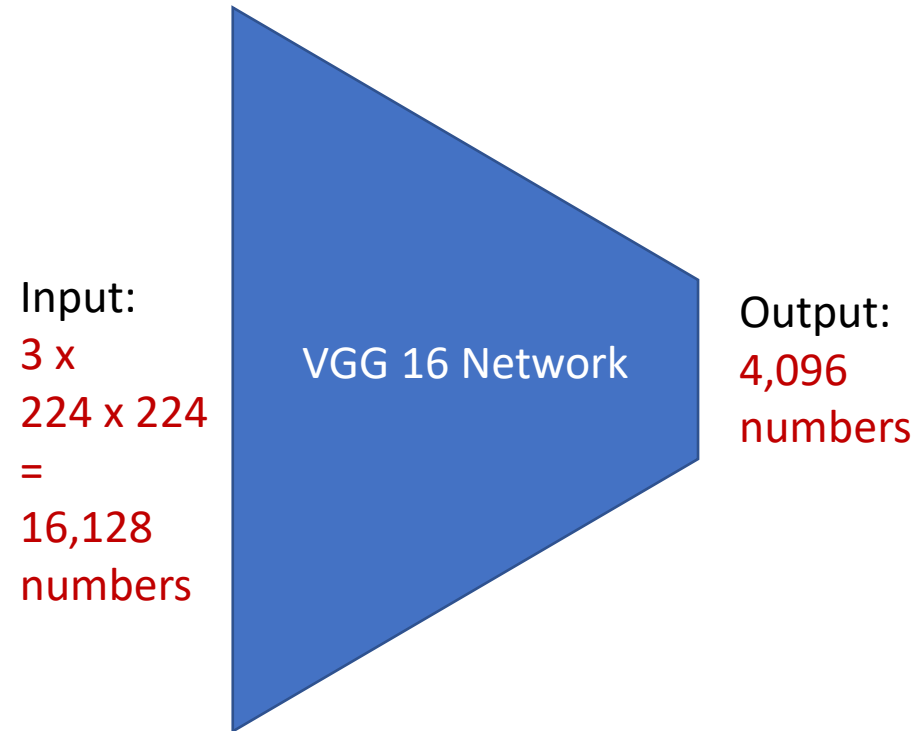 Input:
3 x
224 x 224
=
16,128
numbers
VGG 16 Network
Output:
4,096
numbers